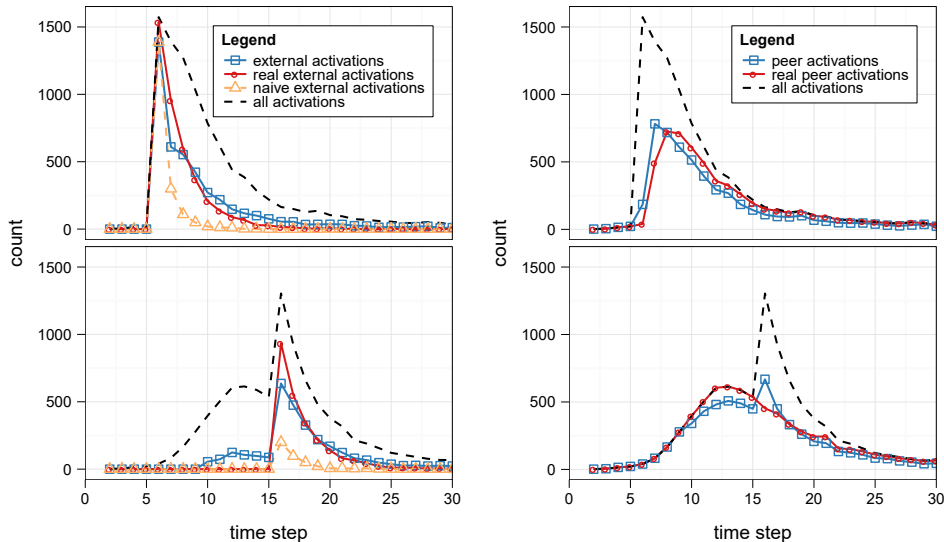 1500
1000
500
0
Legend
external activations
real external activations
naive external activations
all activations
count
1500
1000
500
0
0 5 10 15 20 25 30
time step
1500
1000
500
0
Legend
peer activations
real peer activations
all activations
count
1500
1000
500
0
0 5 10 15 20 25 30
time step